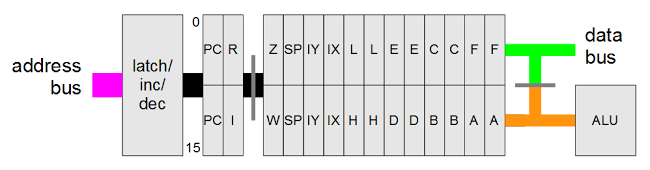 address
bus
latch/
inc/
dec
0
15
PC R
PC I
Z SP IY IX L L E E C C F F
W SP IY IX H H D D B B A A
data
bus
ALU